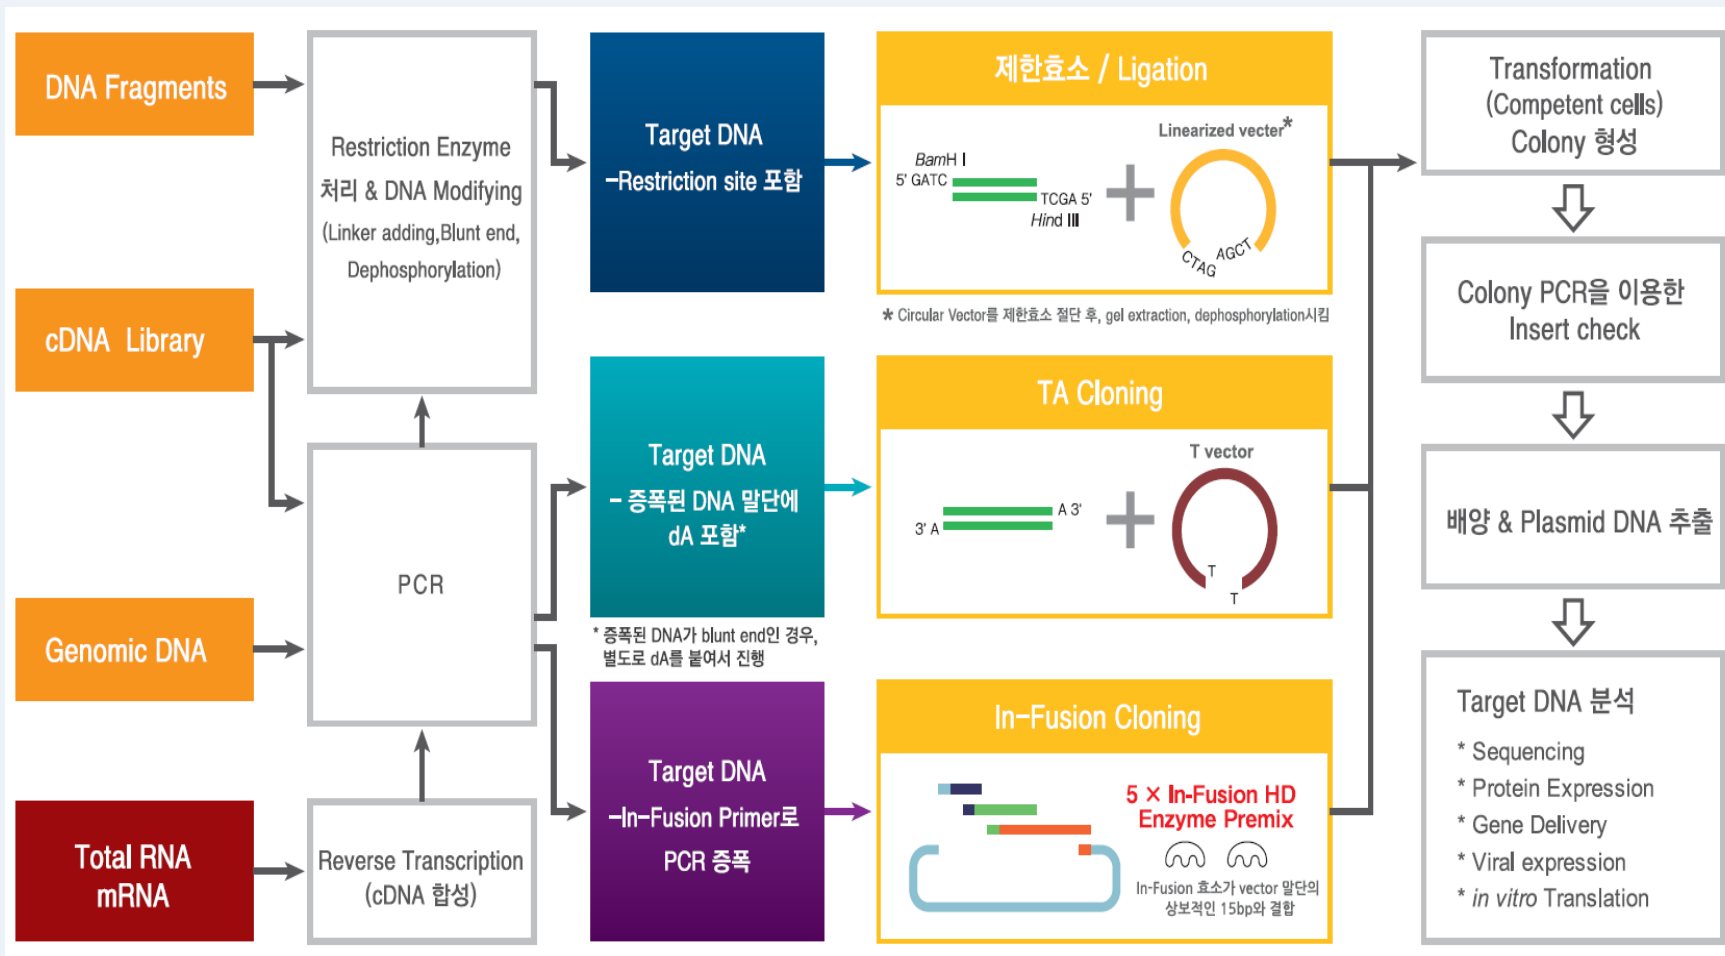 DNA Fragments
cDNA Library
Genomic DNA
Total RNA
mRNA
Restriction Enzyme
처리 & DNA Modifying
(Linker adding,Blunt end,
Dephosphorylation)
PCR
Reverse Transcription
(cDNA 합성)
Target DNA
-Restriction site 포함
Target DNA
- 증폭된 DNA 말단에
dA 포함*
* 증폭된 DNA가 blunt end인 경우,
별도로 dA를 붙여서 진행
Target DNA
-In-Fusion Primer로
PCR 증폭
제한효소 / Ligation
Linearized vecter*
BamH I
5' GATC
TCGA 5'
Hind III
CTAG
AGCT
* Circular Vector를 제한효소 절단 후, gel extraction, dephosphorylation시킴
TA Cloning
T vector
A 3'
3' A
T
T
In-Fusion Cloning
5 × In-Fusion HD
Enzyme Premix
In-Fusion 효소가 vector 말단의
상보적인 15bp와 결합
Transformation
(Competent cells)
Colony 형성
Colony PCR을 이용한
Insert check
배양 & Plasmid DNA 추출
Target DNA 분석
* Sequencing
* Protein Expression
* Gene Delivery
* Viral expression
* in vitro Translation